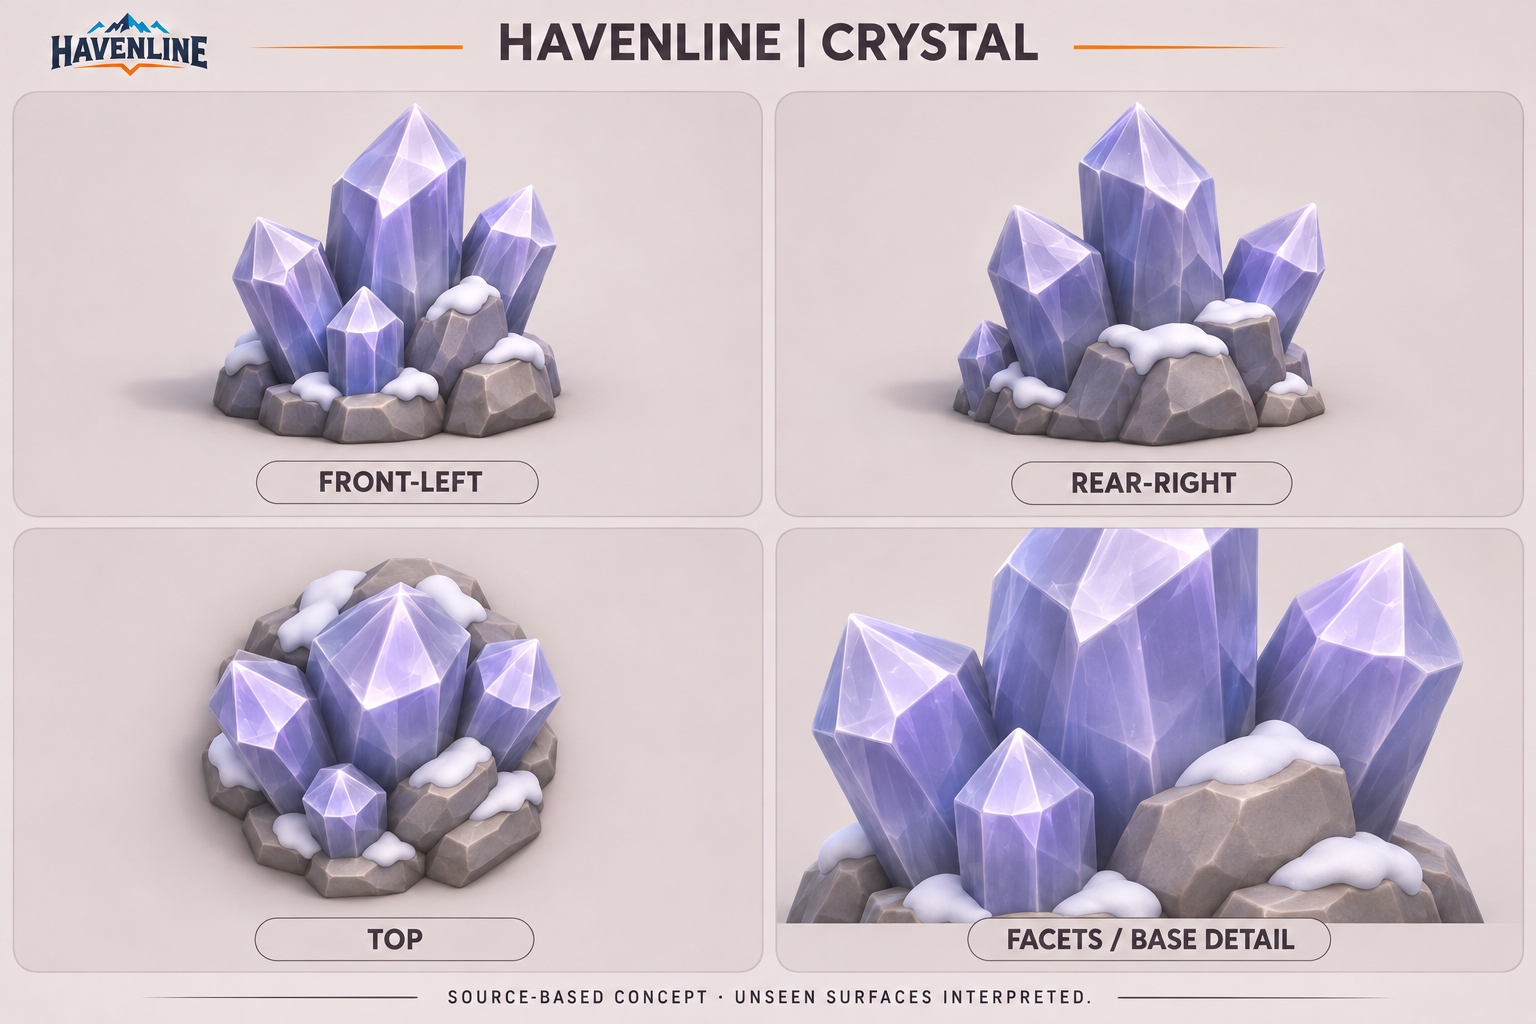 HAVENLINE
HAVENLINE | CRYSTAL
FRONT-LEFT
REAR-RIGHT
TOP
FACETS / BASE DETAIL
SOURCE-BASED CONCEPT · UNSEEN SURFACES INTERPRETED.